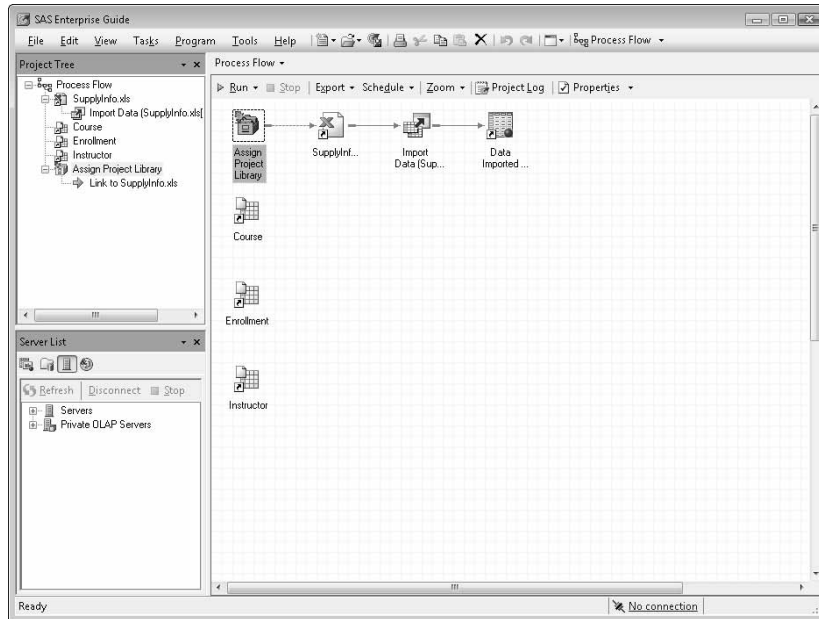 SAS Enterprise Guide
File Edit View Tasks Program Tools Help Process Flow
Project Tree
Process Flow
SupplyInfo.xls
Import Data (SupplyInfo.xls[
Course
Enrollment
Instructor
Assign Project Library
Link to SupplyInfo.xls
Server List
Refresh Disconnect Stop
Servers
Private OLAP Servers
Process Flow
Run Stop Export Schedule Zoom Project Log Properties
Assign
Project
Library
SupplyInf...
Import
Data (Sup...
Data
Imported ...
Course
Enrollment
Instructor
Ready
No connection